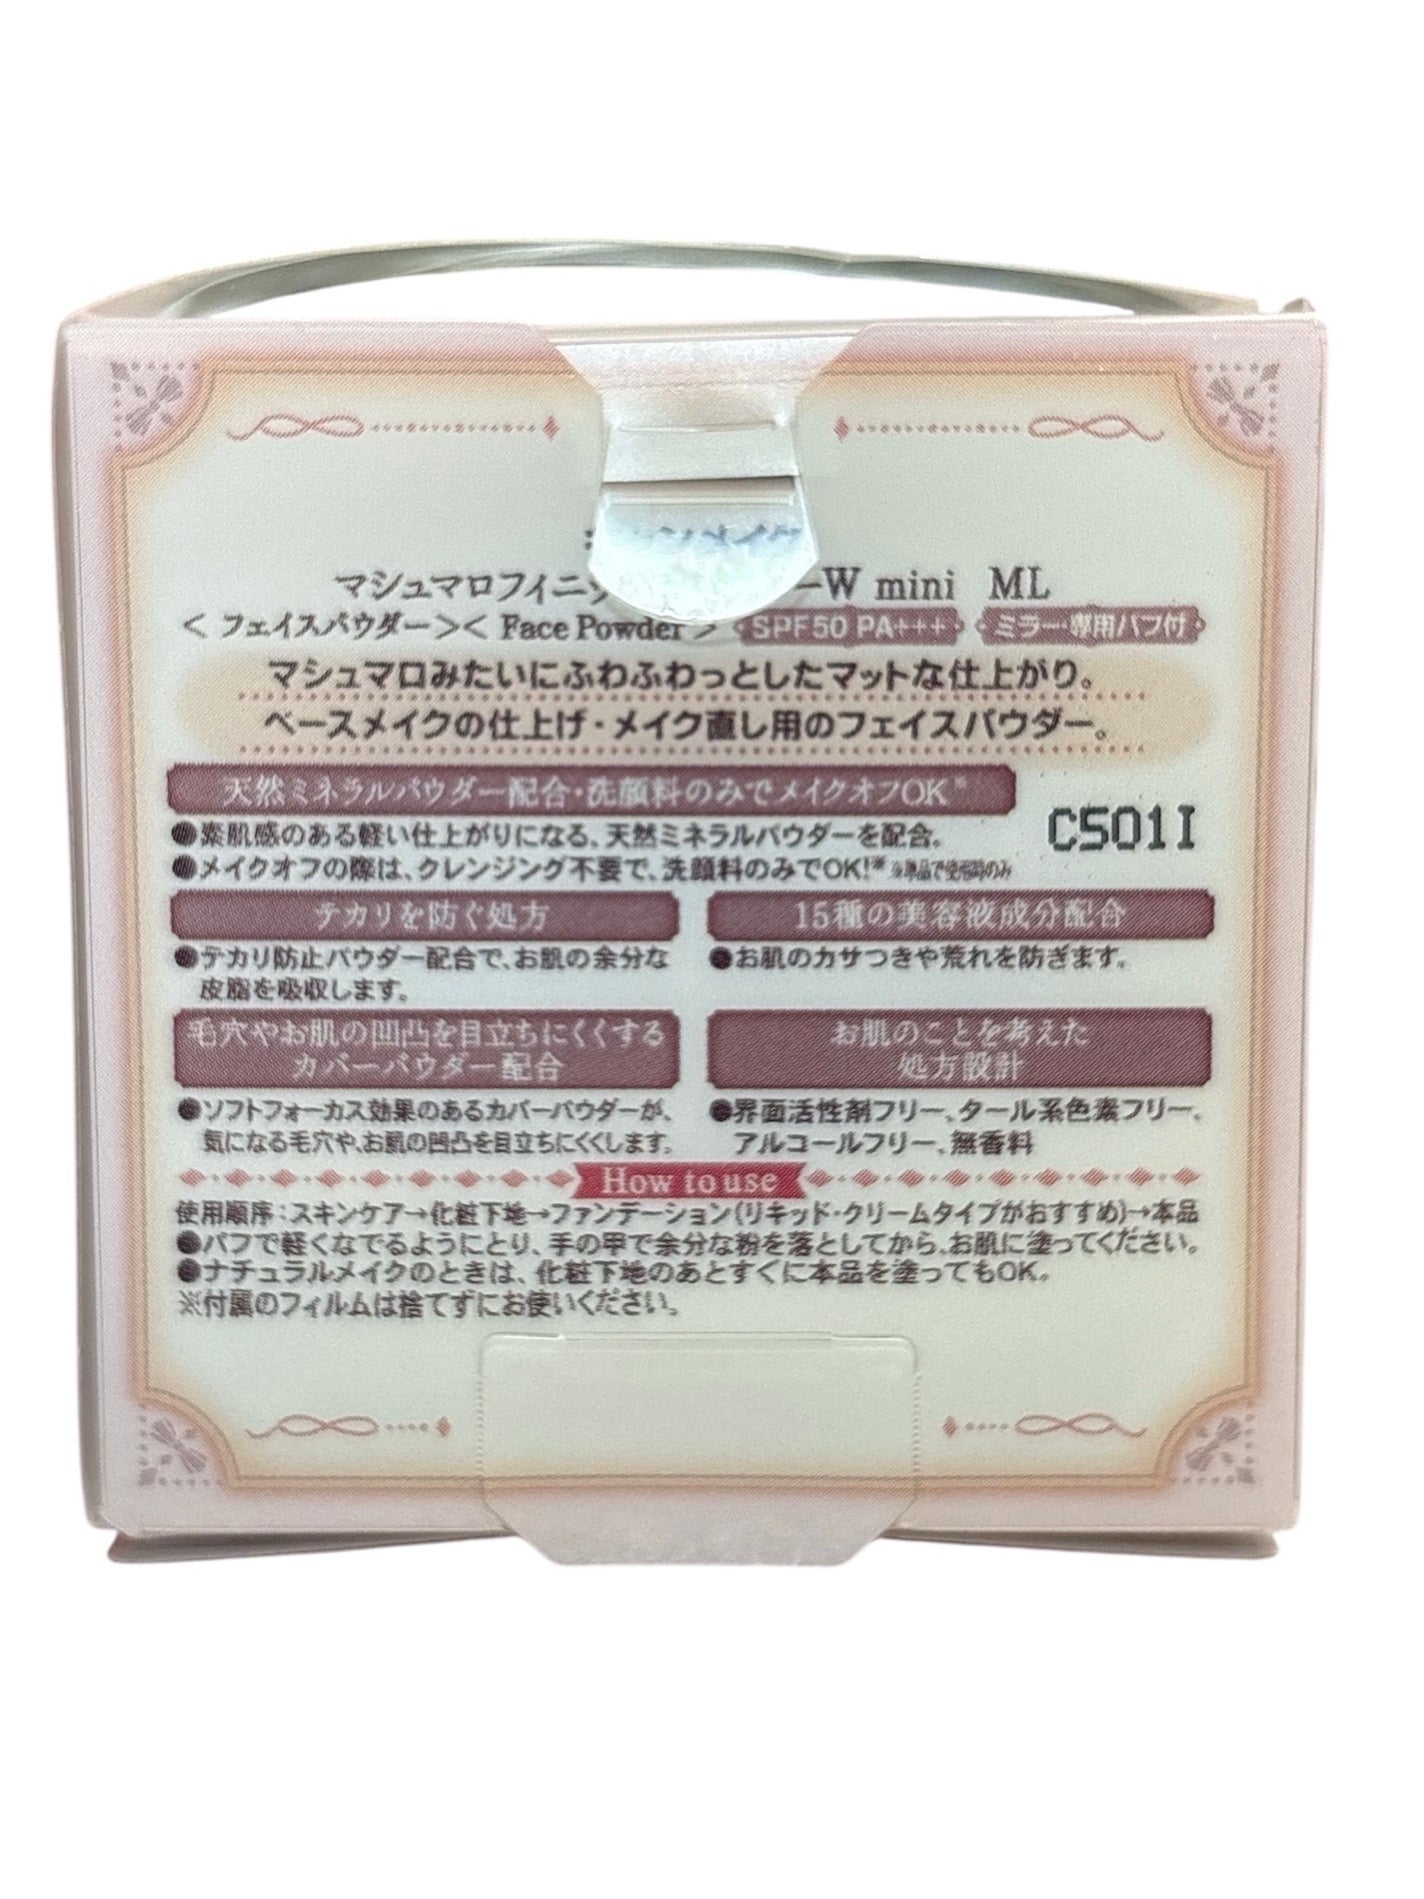 マシュマロフィニッ ーW mini ML
＜フェイスパウダー＞＜Face Powder＞ SPF50 PA+++ ミラー・専用パフ付
マシュマロみたいにふわふわっとしたマットな仕上がり。
ベースメイクの仕上げ・メイク直し用のフェイスパウダー。
天然ミネラルパウダー配合・洗顔料のみでメイクオフOK※
●素肌感のある軽い仕上がりになる、天然ミネラルパウダーを配合。
●メイクオフの際は、クレンジング不要で、洗顔料のみでOK!※ ※単品で使用時のみ
C501I
テカリを防ぐ処方
●テカリ防止パウダー配合で、お肌の余分な
皮脂を吸収します。
15種の美容液成分配合
●お肌のカサつきや荒れを防ぎます。
毛穴やお肌の凹凸を目立ちにくくする
カバーパウダー配合
●ソフトフォーカス効果のあるカバーパウダーが、
気になる毛穴や、お肌の凹凸を目立ちにくくします。
お肌のことを考えた
処方設計
●界面活性剤フリー、タール系色素フリー、
アルコールフリー、無香料
How to use
使用順序：スキンケア→化粧下地→ファンデーション(リキッド・クリームタイプがおすすめ)→本品
●パフで軽くなでるようにとり、手の甲で余分な粉を落としてから、お肌に塗ってください。
●ナチュラルメイクのときは、化粧下地のあとすぐに本品を塗ってもOK。
※付属のフィルムは捨てずにお使いください。